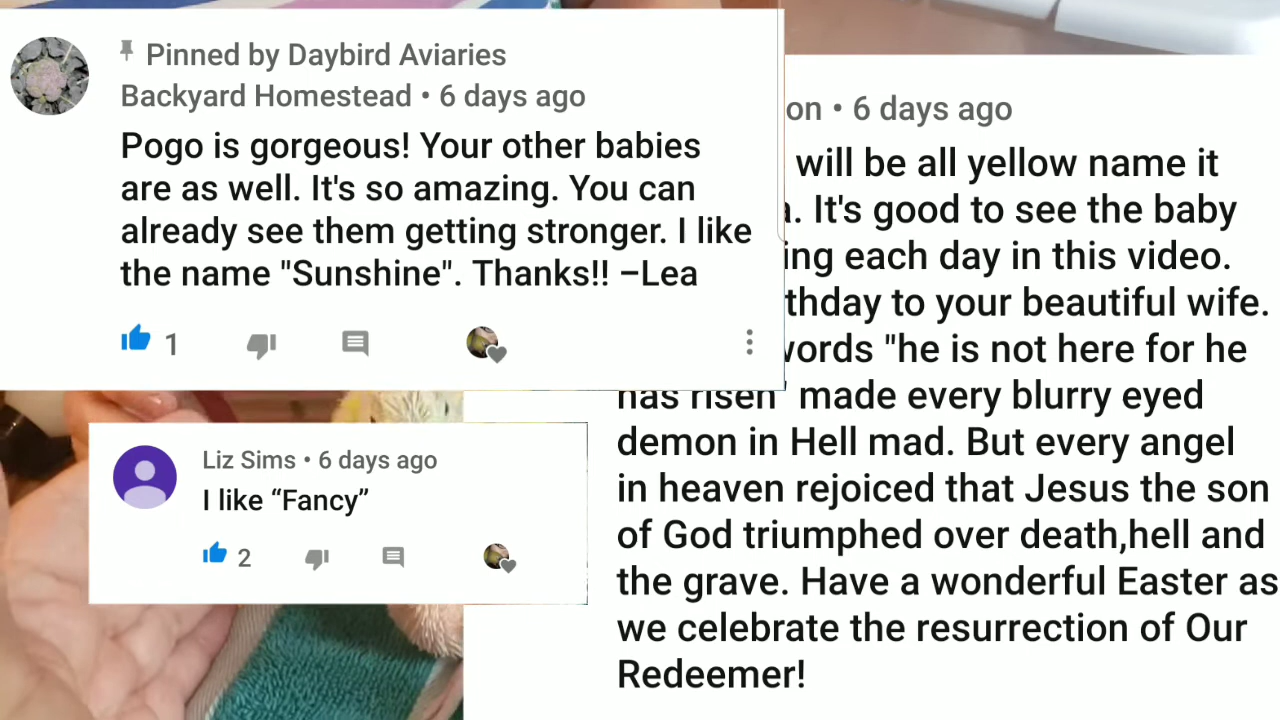 Pinned by Daybird Aviaries
Backyard Homestead • 6 days ago
Pogo is gorgeous! Your other babies
are as well. It's so amazing. You can
already see them getting stronger. I like
the name "Sunshine". Thanks!! –Lea
1
Liz Sims • 6 days ago
I like “Fancy”
2
on • 6 days ago
will be all yellow name it
a. It's good to see the baby
ing each day in this video.
thday to your beautiful wife.
words "he is not here for he
has risen" made every blurry eyed
demon in Hell mad. But every angel
in heaven rejoiced that Jesus the son
of God triumphed over death,hell and
the grave. Have a wonderful Easter as
we celebrate the resurrection of Our
Redeemer!